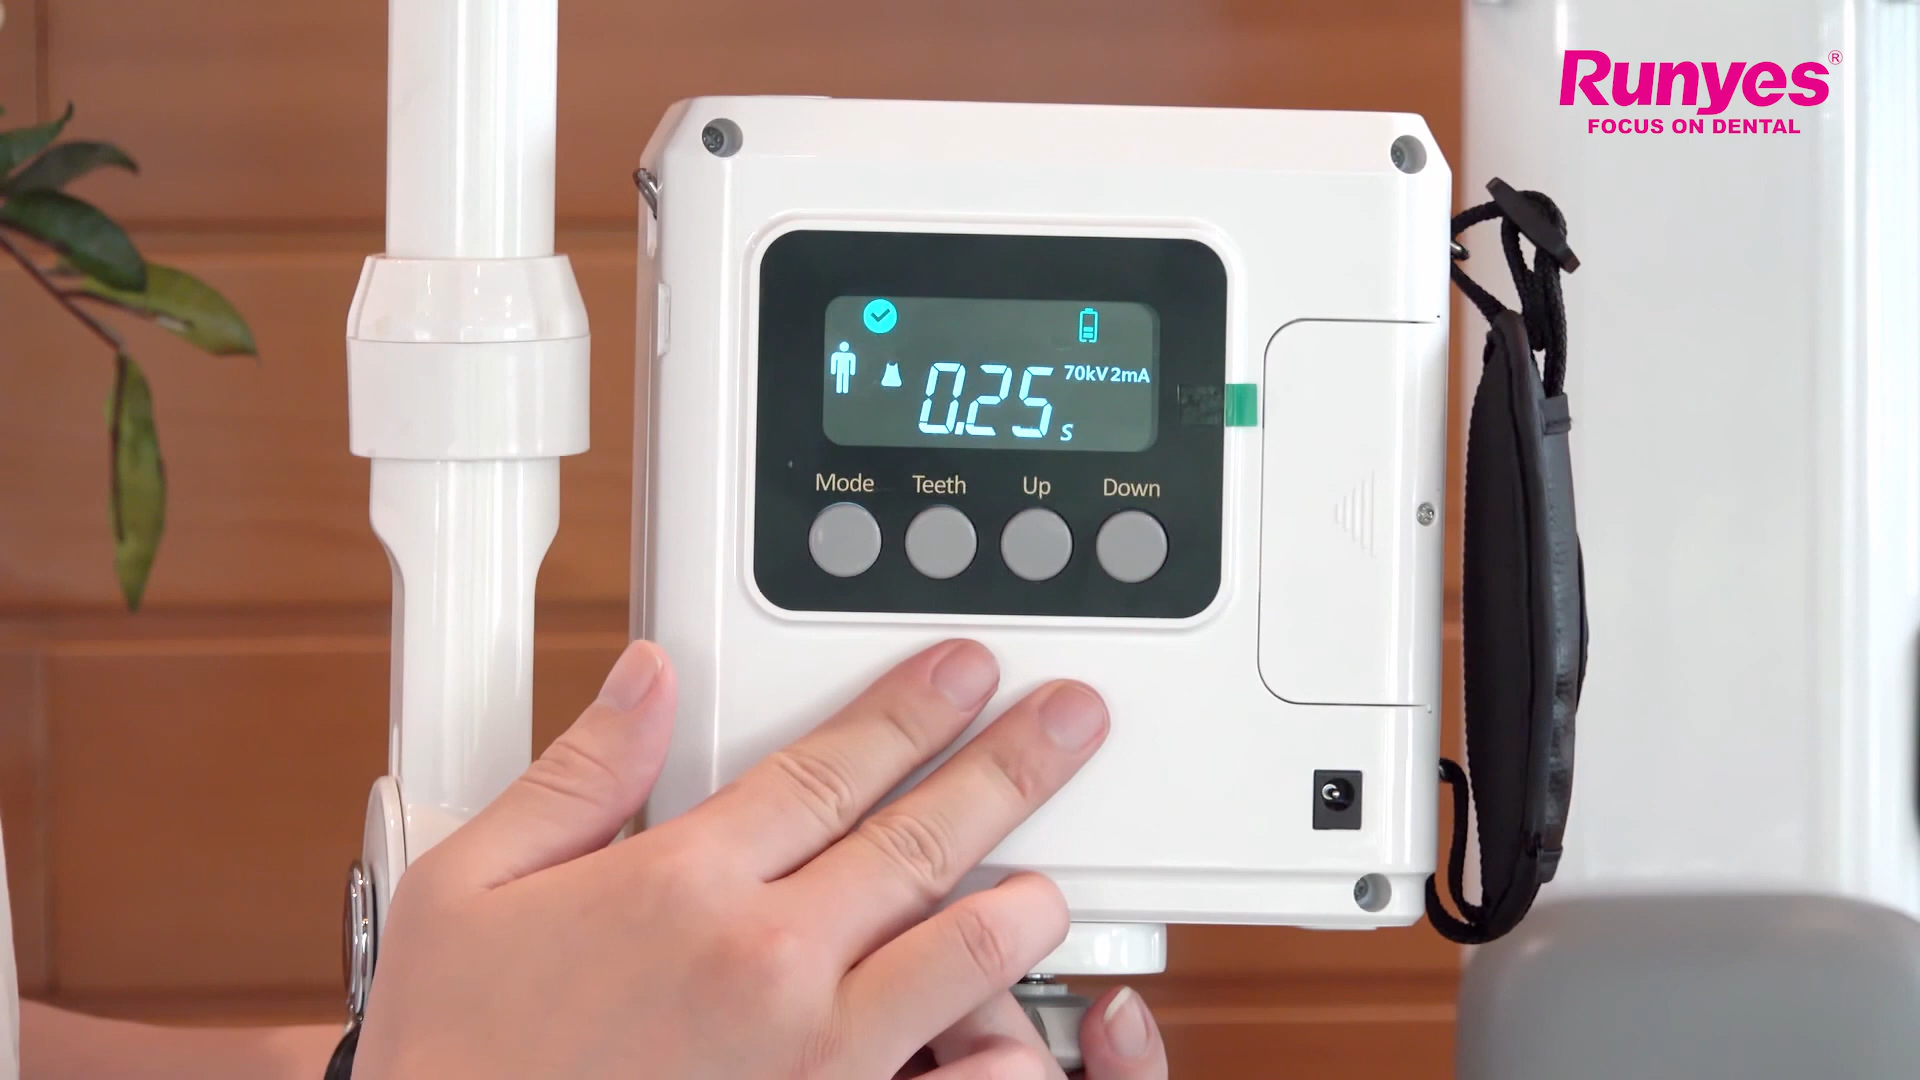 Runyes®
FOCUS ON DENTAL
70kV 2mA
0.25 s
Mode Teeth Up Down